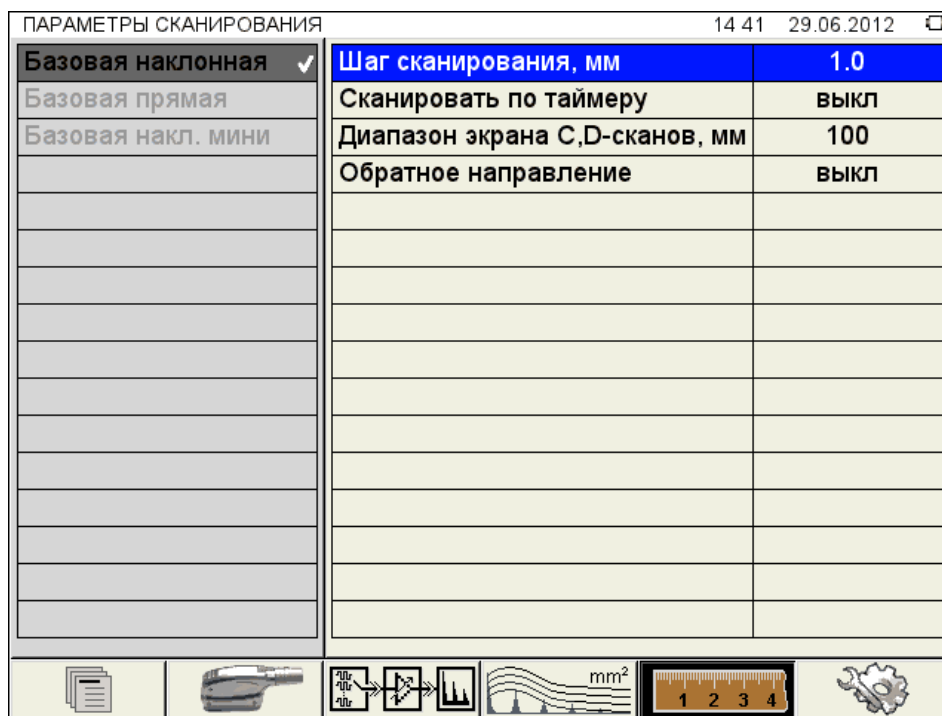 ПАРАМЕТРЫ СКАНИРОВАНИЯ 14 41 29.06.2012
Базовая наклонная
Базовая прямая
Базовая накл. мини
Шаг сканирования, мм 1.0
Сканировать по таймеру выкл
Диапазон экрана C,D-сканов, мм 100
Обратное направление выкл
mm²
1 2 3 4